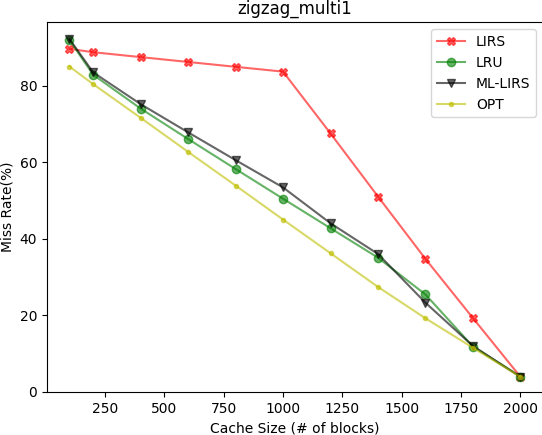 zigzag_multi1
LIRS
LRU
ML-LIRS
OPT
Miss Rate(%)
80
60
40
20
0
250 500 750 1000 1250 1500 1750 2000
Cache Size (# of blocks)